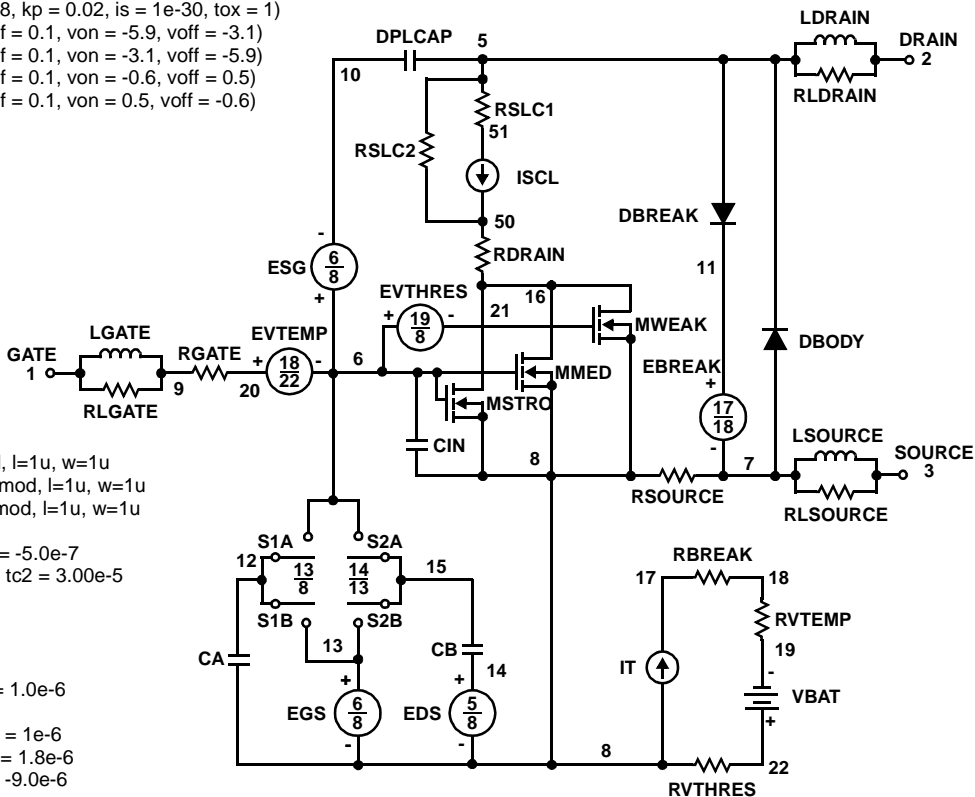 8, kp = 0.02, is = 1e-30, tox = 1)
f = 0.1, von = -5.9, voff = -3.1)
f = 0.1, von = -3.1, voff = -5.9)
f = 0.1, von = -0.6, voff = 0.5)
f = 0.1, von = 0.5, voff = -0.6)
LDRAIN
DPLCAP 5 DRAIN
10 2
RLDRAIN
RSLC1
51
RSLC2
ISCL
50
DBREAK
RDRAIN
-
ESG 6
8
+
11
EVTHRES 16
+ 19 - 21
8
MWEAK
LGATE EVTEMP
GATE RGATE + 18 - 6
22
1 9 20
RLGATE
MMED
DBODY
EBREAK +
17
18
-
MSTRO
CIN
LSOURCE
8 7 SOURCE
3
RSOURCE
RLSOURCE
l, l=1u, w=1u
mod, l=1u, w=1u
mod, l=1u, w=1u
= -5.0e-7
tc2 = 3.00e-5
S1A S2A
12 13 14 15
8 13
S1B S2B
13
RBREAK
17 18
RVTEMP
CA CB
14
19
IT
-
VBAT
+
+ +
EGS 6 EDS 5
8 8
- -
8
22
RVTHRES
= 1.0e-6
= 1e-6
= 1.8e-6
-9.0e-6